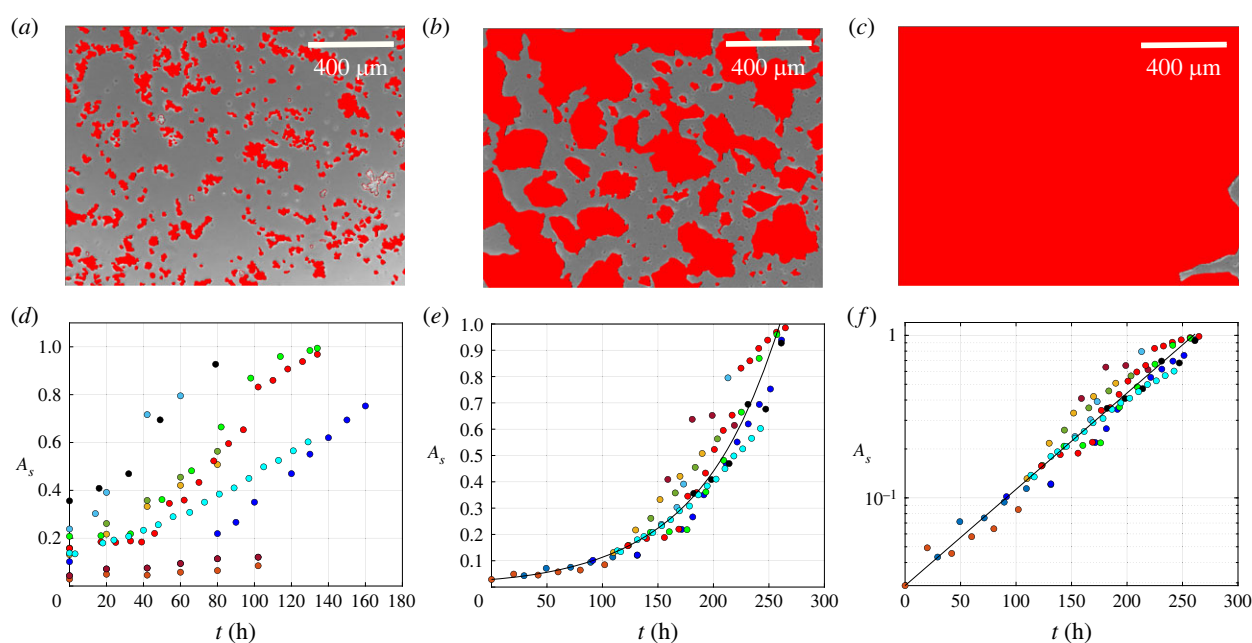 (a)
400 μm
(b)
400 μm
(c)
400 μm
(d)
1.0
0.8
0.6
A_s 0.4
0.2
0 20 40 60 80 100 120 140 160 180
t (h)
(e)
1.0
0.9
0.8
0.7
0.6
A_s 0.5
0.4
0.3
0.2
0.1
0 50 100 150 200 250 300
t (h)
(f)
1
A_s
10⁻¹
0 50 100 150 200 250 300
t (h)